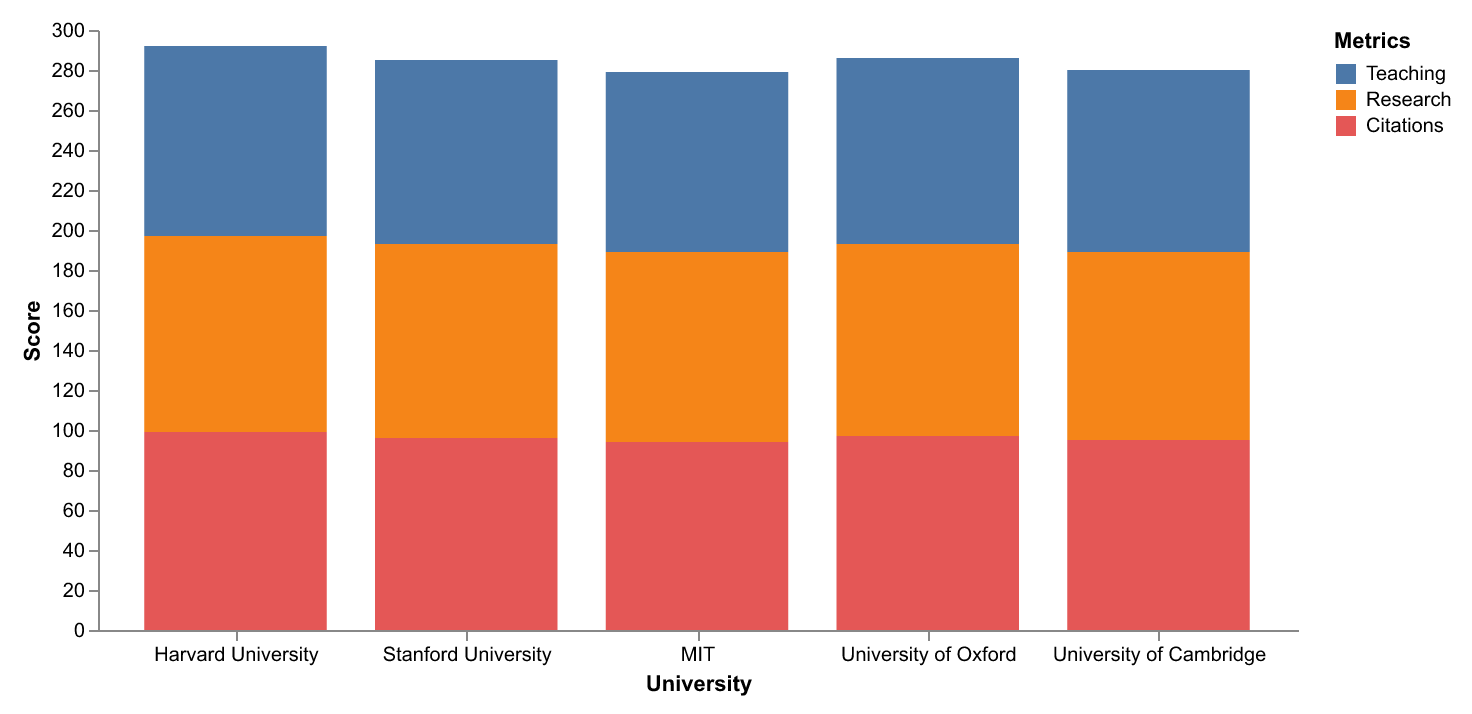 300
280
260
240
220
200
180
160
140
120
100
80
60
40
20
0
Score
Harvard University
Stanford University
MIT
University of Oxford
University of Cambridge
University
Metrics
Teaching
Research
Citations